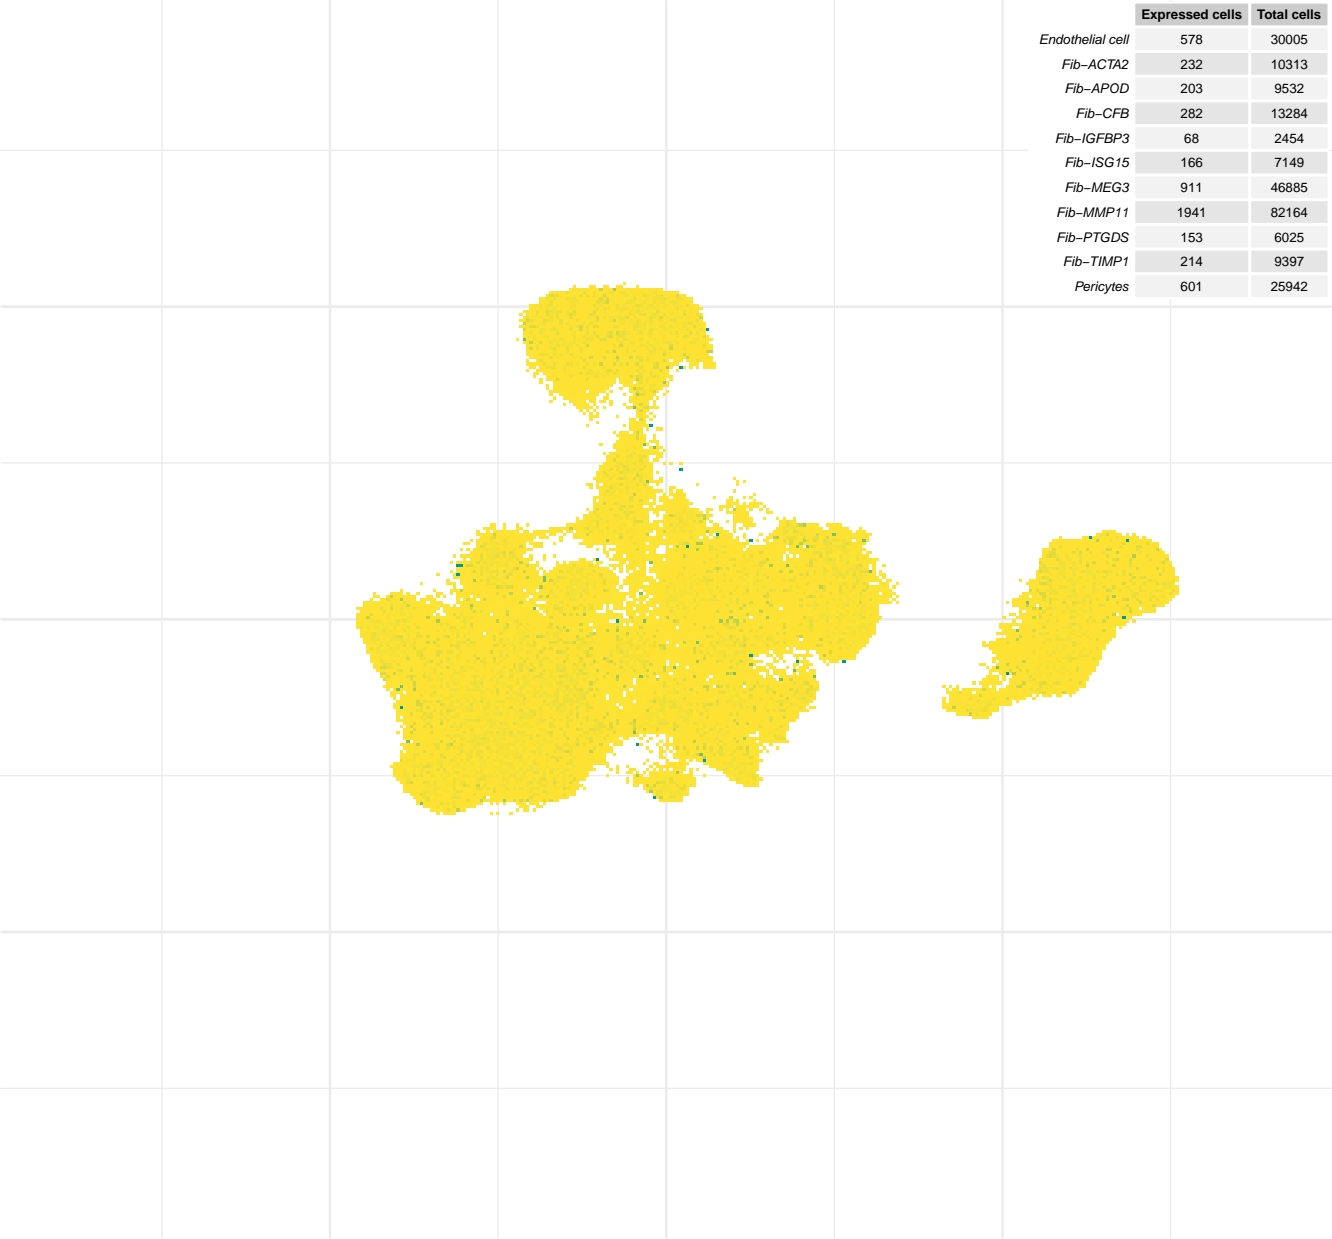 Expressed cells Total cells
Endothelial cell 578 30005
Fib−ACTA2 232 10313
Fib−APOD 203 9532
Fib−CFB 282 13284
Fib−IGFBP3 68 2454
Fib−ISG15 166 7149
Fib−MEG3 911 46885
Fib−MMP11 1941 82164
Fib−PTGDS 153 6025
Fib−TIMP1 214 9397
Pericytes 601 25942